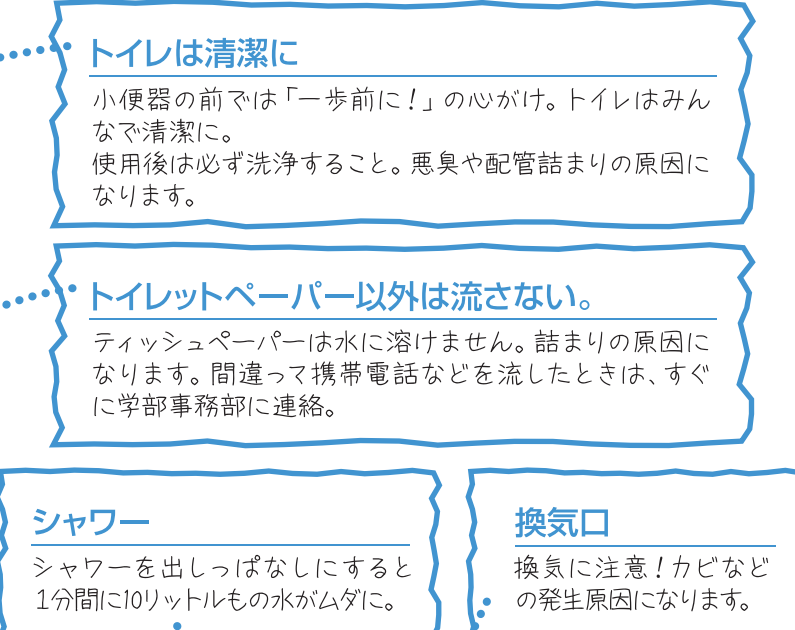 トイレは清潔に
小便器の前では「一歩前に！」の心がけ。トイレはみん
なで清潔に。
使用後は必ず洗浄すること。悪臭や配管詰まりの原因に
なります。
トイレットペーパー以外は流さない。
ティッシュペーパーは水に溶けません。詰まりの原因に
なります。間違って携帯電話などを流したときは、すぐ
に学部事務部に連絡。
シャワー
シャワーを出しっぱなしにすると
1分間に10リットルもの水がムダに。
換気口
換気に注意！カビなど
の発生原因になります。